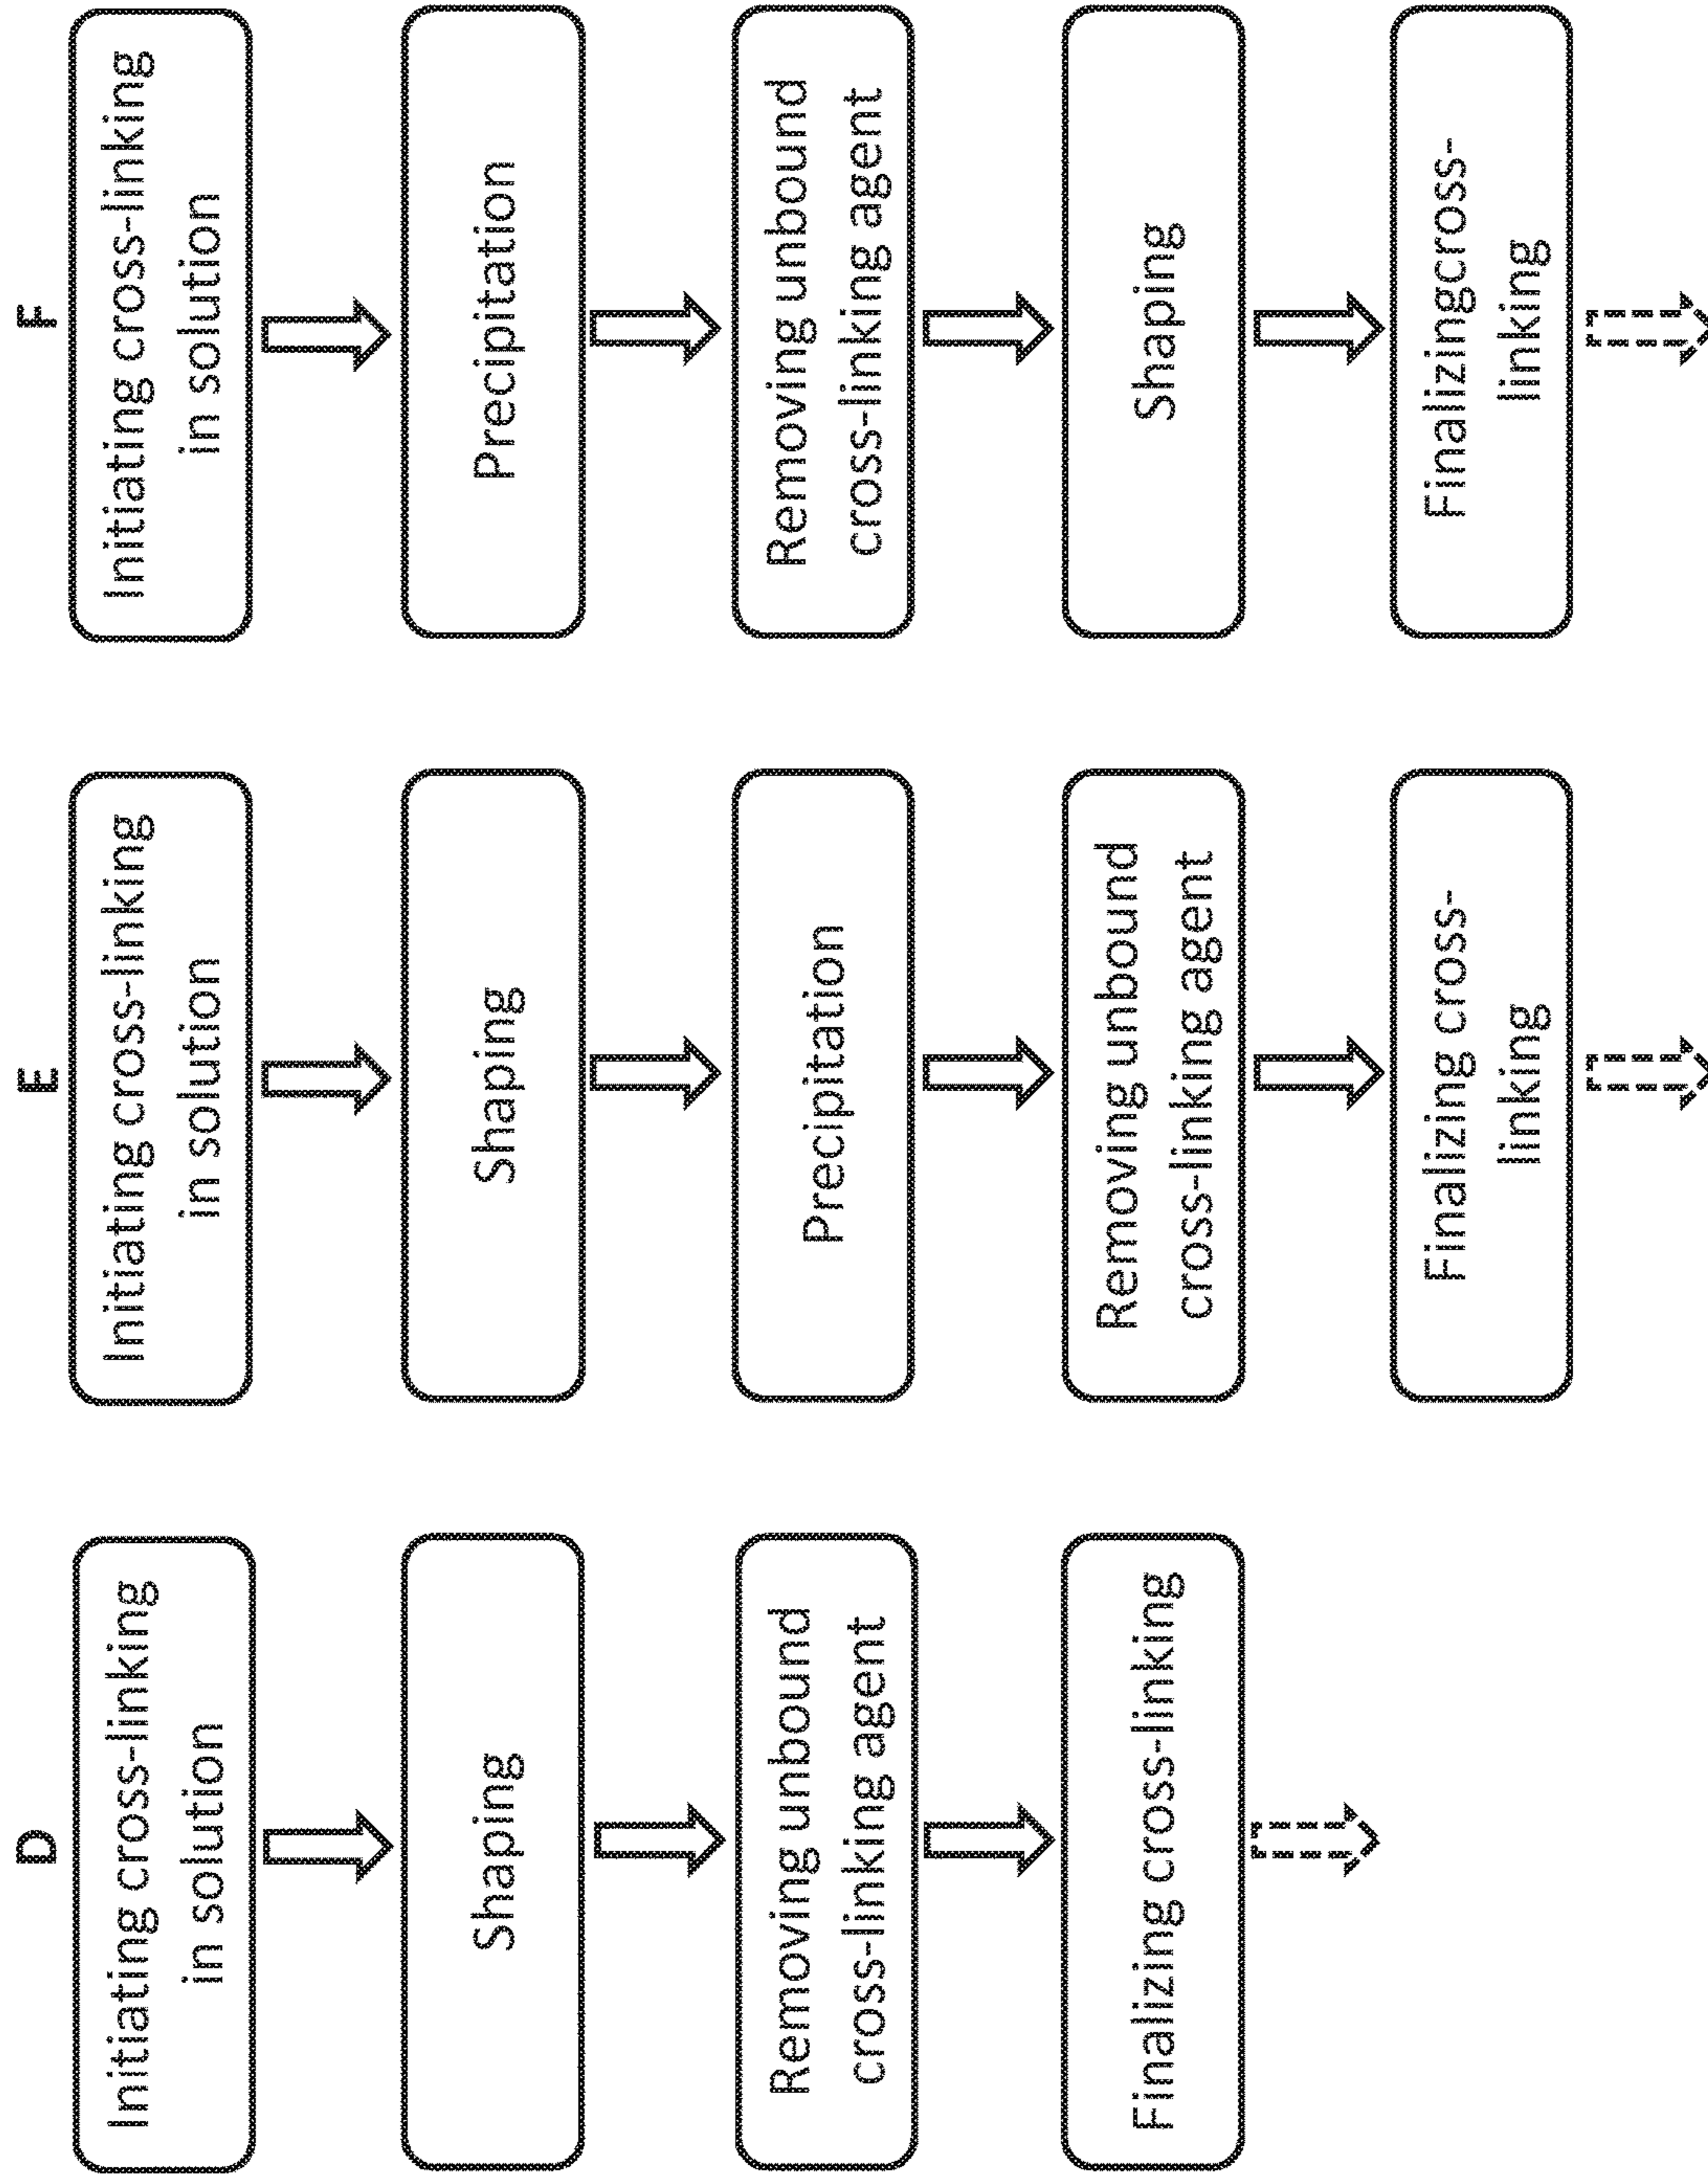 D
Initiating cross-linking
in solution
Shaping
Removing unbound
cross-linking agent
Finalizing cross-linking
E
Initiating cross-linking
in solution
Shaping
Precipitation
Removing unbound
cross-linking agent
Finalizing cross-
linking
F
Initiating cross-linking
in solution
Precipitation
Removing unbound
cross-linking agent
Shaping
Finalizingcross-
linking